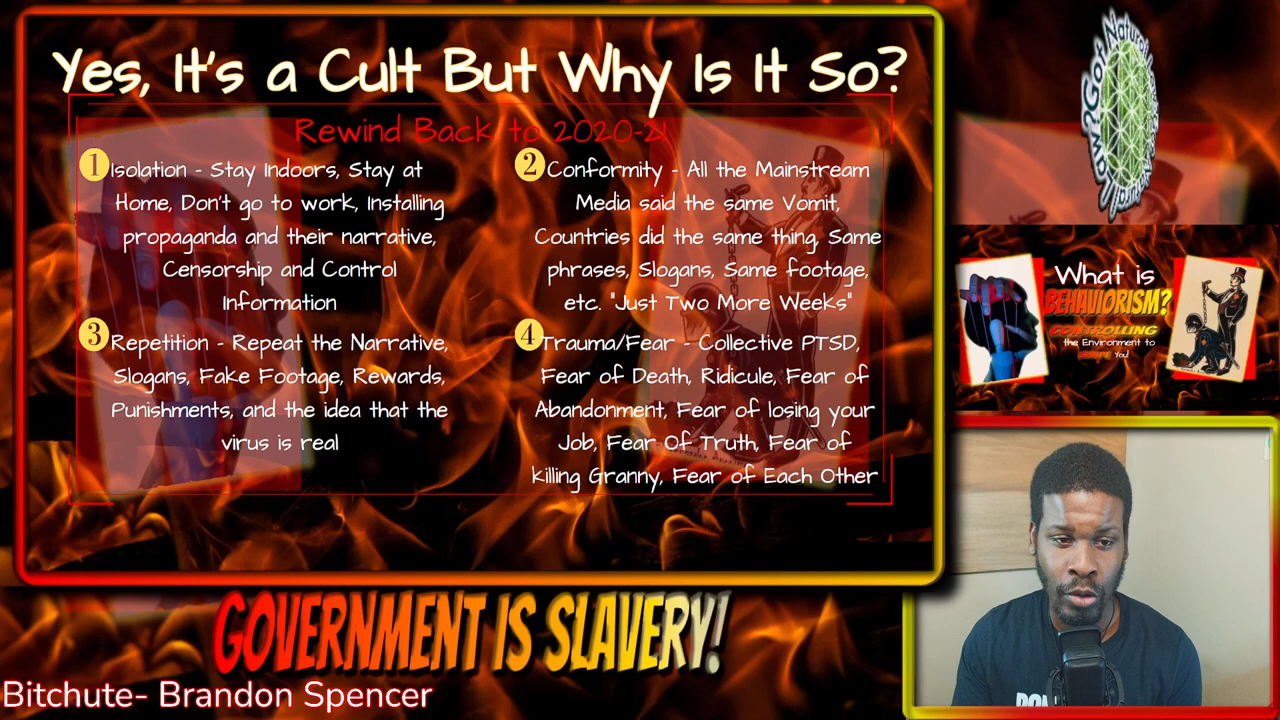 Yes, It's a Cult But Why Is It So?
Rewind Back to 2020-21
1
Isolation - Stay Indoors, Stay at
Home, Don't go to work, Installing
propaganda and their narrative,
Censorship and Control
Information
2
Conformity - All the Mainstream
Media said the same Vomit,
Countries did the same thing, Same
phrases, Slogans, Same footage,
etc. "Just Two More Weeks"
3
Repetition - Repeat the Narrative,
Slogans, Fake Footage, Rewards,
Punishments, and the idea that the
virus is real
4
Trauma/Fear - Collective PTSD,
Fear of Death, Ridicule, Fear of
Abandonment, Fear of losing your
Job, Fear Of Truth, Fear of
killing Granny, Fear of Each Other
What is
BEHAVIORISM?
CONTROLLING
the Environment to
You!
GOVERNMENT IS SLAVERY!
Bitchute- Brandon Spencer